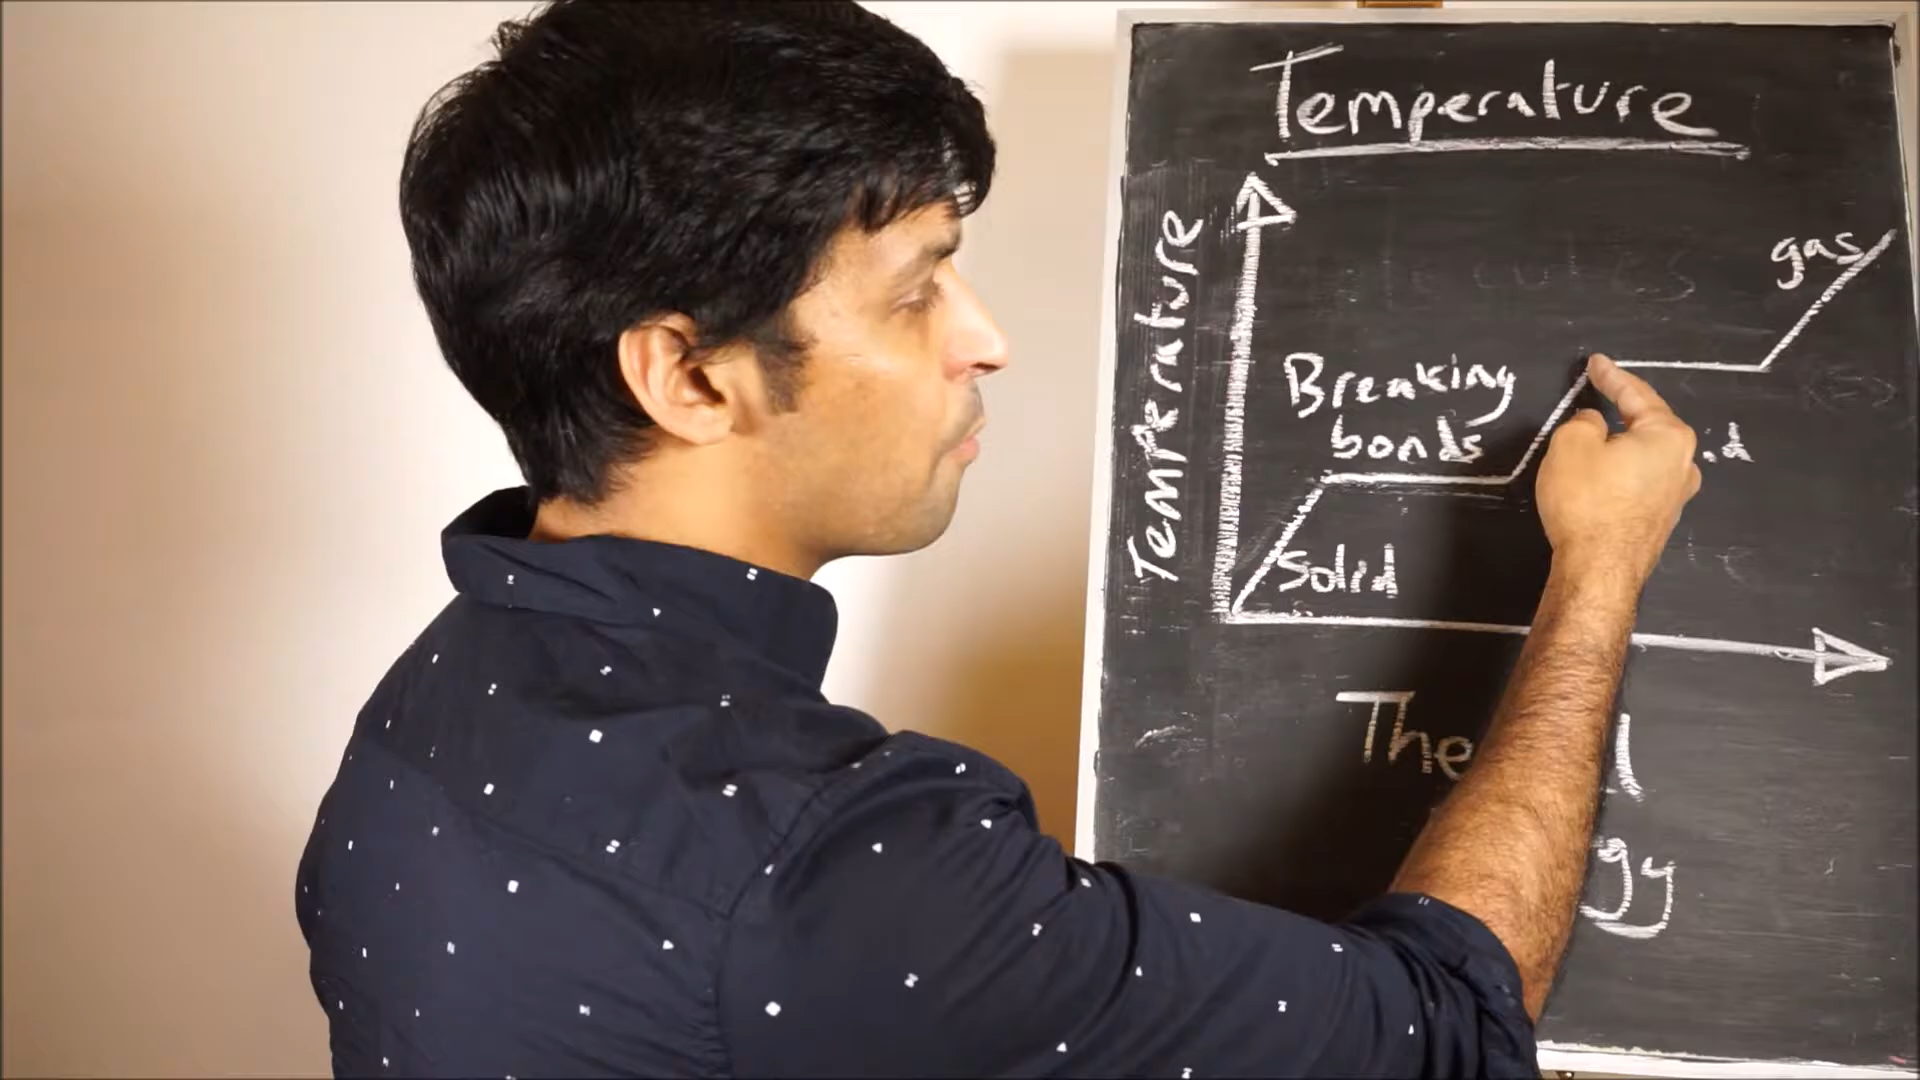 Temperature
Temperature
gas
Breaking
bonds
Solid